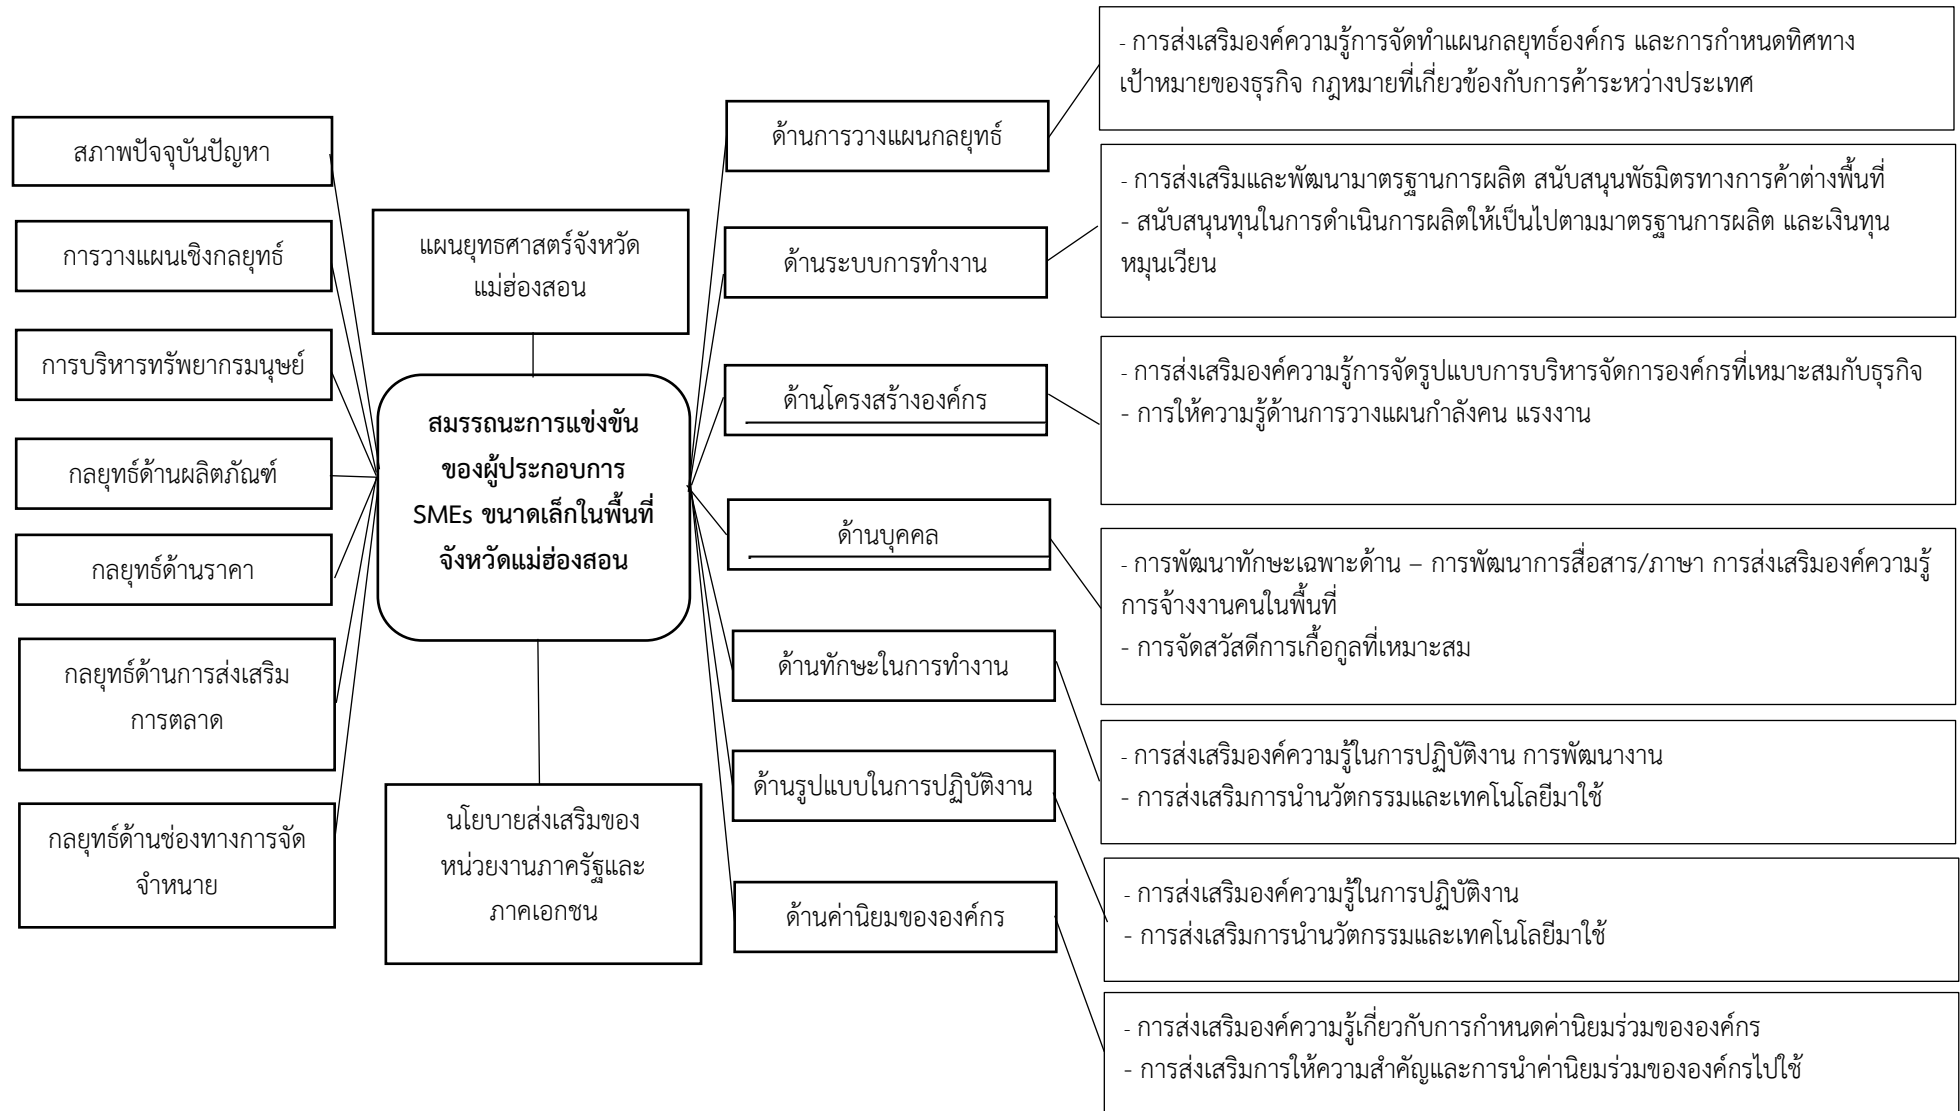 สภาพปัจจุบันปัญหา
การวางแผนเชิงกลยุทธ์
การบริหารทรัพยากรมนุษย์
กลยุทธ์ด้านผลิตภัณฑ์
กลยุทธ์ด้านราคา
กลยุทธ์ด้านการส่งเสริม
การตลาด
กลยุทธ์ด้านช่องทางการจัด
จำหนาย
แผนยุทธศาสตร์จังหวัด
แม่ฮ่องสอน
สมรรถนะการแข่งขัน
ของผู้ประกอบการ
SMEs ขนาดเล็กในพื้นที่
จังหวัดแม่ฮ่องสอน
นโยบายส่งเสริมของ
หน่วยงานภาครัฐและ
ภาคเอกชน
ด้านการวางแผนกลยุทธ์
ด้านระบบการทำงาน
ด้านโครงสร้างองค์กร
ด้านบุคคล
ด้านทักษะในการทำงาน
ด้านรูปแบบในการปฏิบัติงาน
ด้านค่านิยมขององค์กร
- การส่งเสริมองค์ความรู้การจัดทำแผนกลยุทธ์องค์กร และการกำหนดทิศทาง
เป้าหมายของธุรกิจ กฎหมายที่เกี่ยวข้องกับการค้าระหว่างประเทศ
- การส่งเสริมและพัฒนามาตรฐานการผลิต สนับสนุนพัธมิตรทางการค้าต่างพื้นที่
- สนับสนุนทุนในการดำเนินการผลิตให้เป็นไปตามมาตรฐานการผลิต และเงินทุน
หมุนเวียน
- การส่งเสริมองค์ความรู้การจัดรูปแบบการบริหารจัดการองค์กรที่เหมาะสมกับธุรกิจ
- การให้ความรู้ด้านการวางแผนกำลังคน แรงงาน
- การพัฒนาทักษะเฉพาะด้าน – การพัฒนาการสื่อสาร/ภาษา การส่งเสริมองค์ความรู้
การจ้างงานคนในพื้นที่
- การจัดสวัสดีการเกื้อกูลที่เหมาะสม
- การส่งเสริมองค์ความรู้ในการปฏิบัติงาน การพัฒนางาน
- การส่งเสริมการนำนวัตกรรมและเทคโนโลยีมาใช้
- การส่งเสริมองค์ความรู้ในการปฏิบัติงาน
- การส่งเสริมการนำนวัตกรรมและเทคโนโลยีมาใช้
- การส่งเสริมองค์ความรู้เกี่ยวกับการกำหนดค่านิยมร่วมขององค์กร
- การส่งเสริมการให้ความสำคัญและการนำค่านิยมร่วมขององค์กรไปใช้